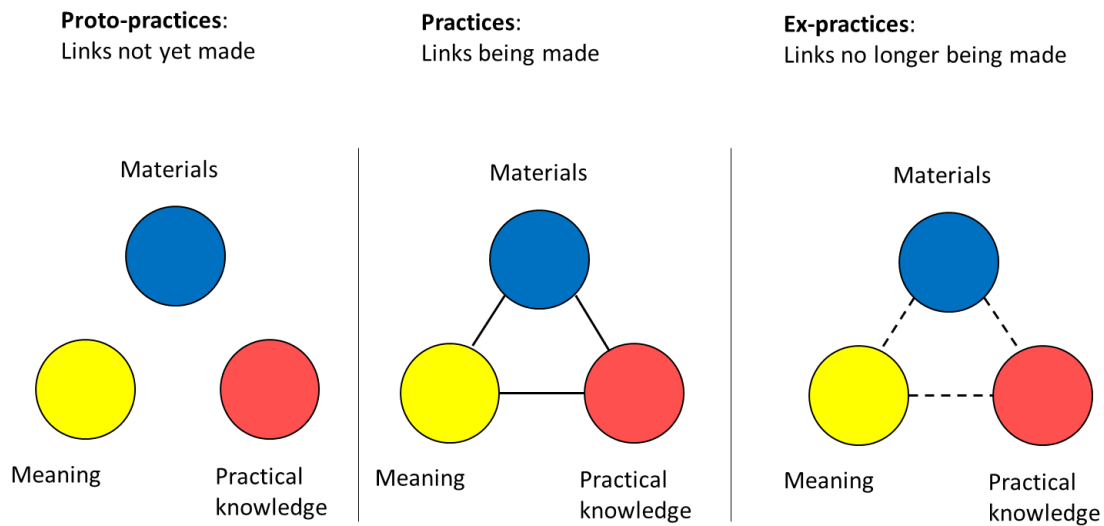 Proto-practices:
Links not yet made
Practices:
Links being made
Ex-practices:
Links no longer being made
Materials
Meaning
Practical
knowledge
Materials
Meaning
Practical
knowledge
Materials
Meaning
Practical
knowledge